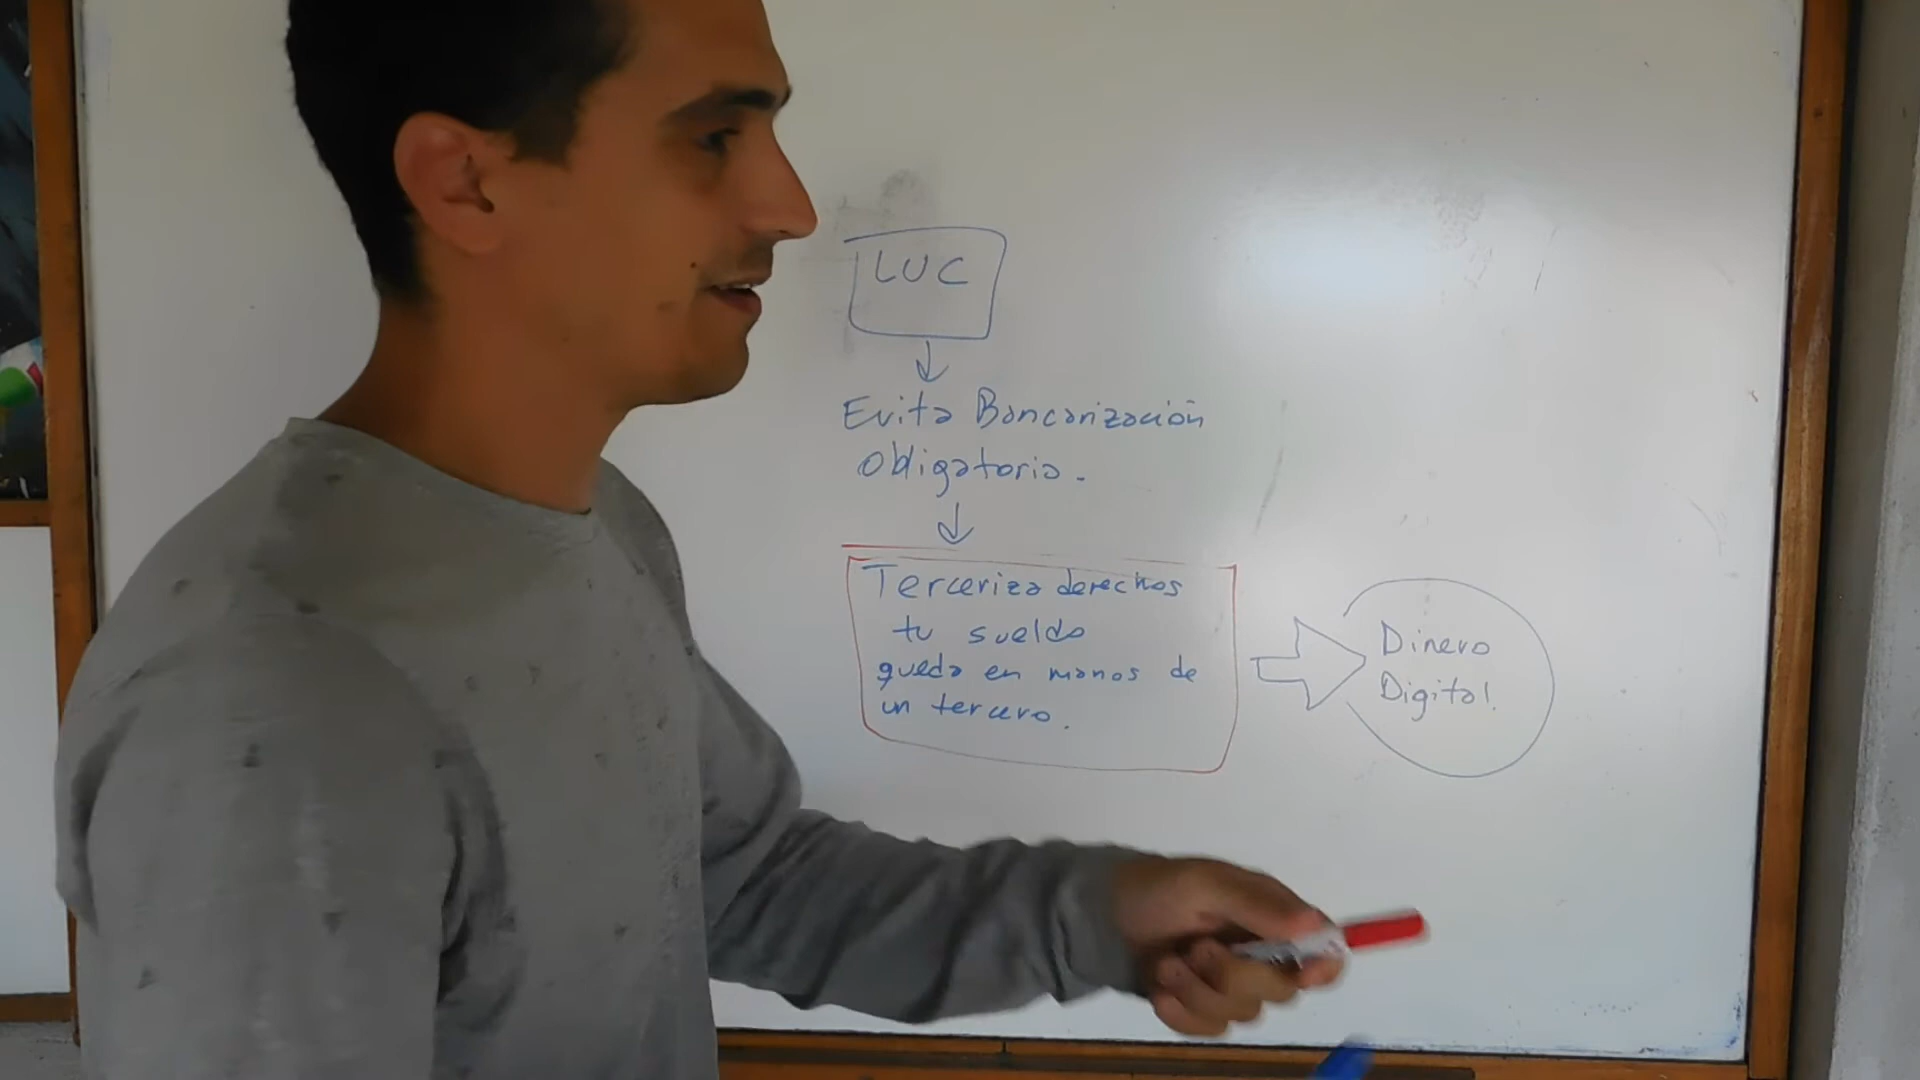 LUC
Evita Bancarización
Obligatoria.
Terceriza derechos
tu sueldo
queda en manos de
un tercero.
Dinero
Digital.